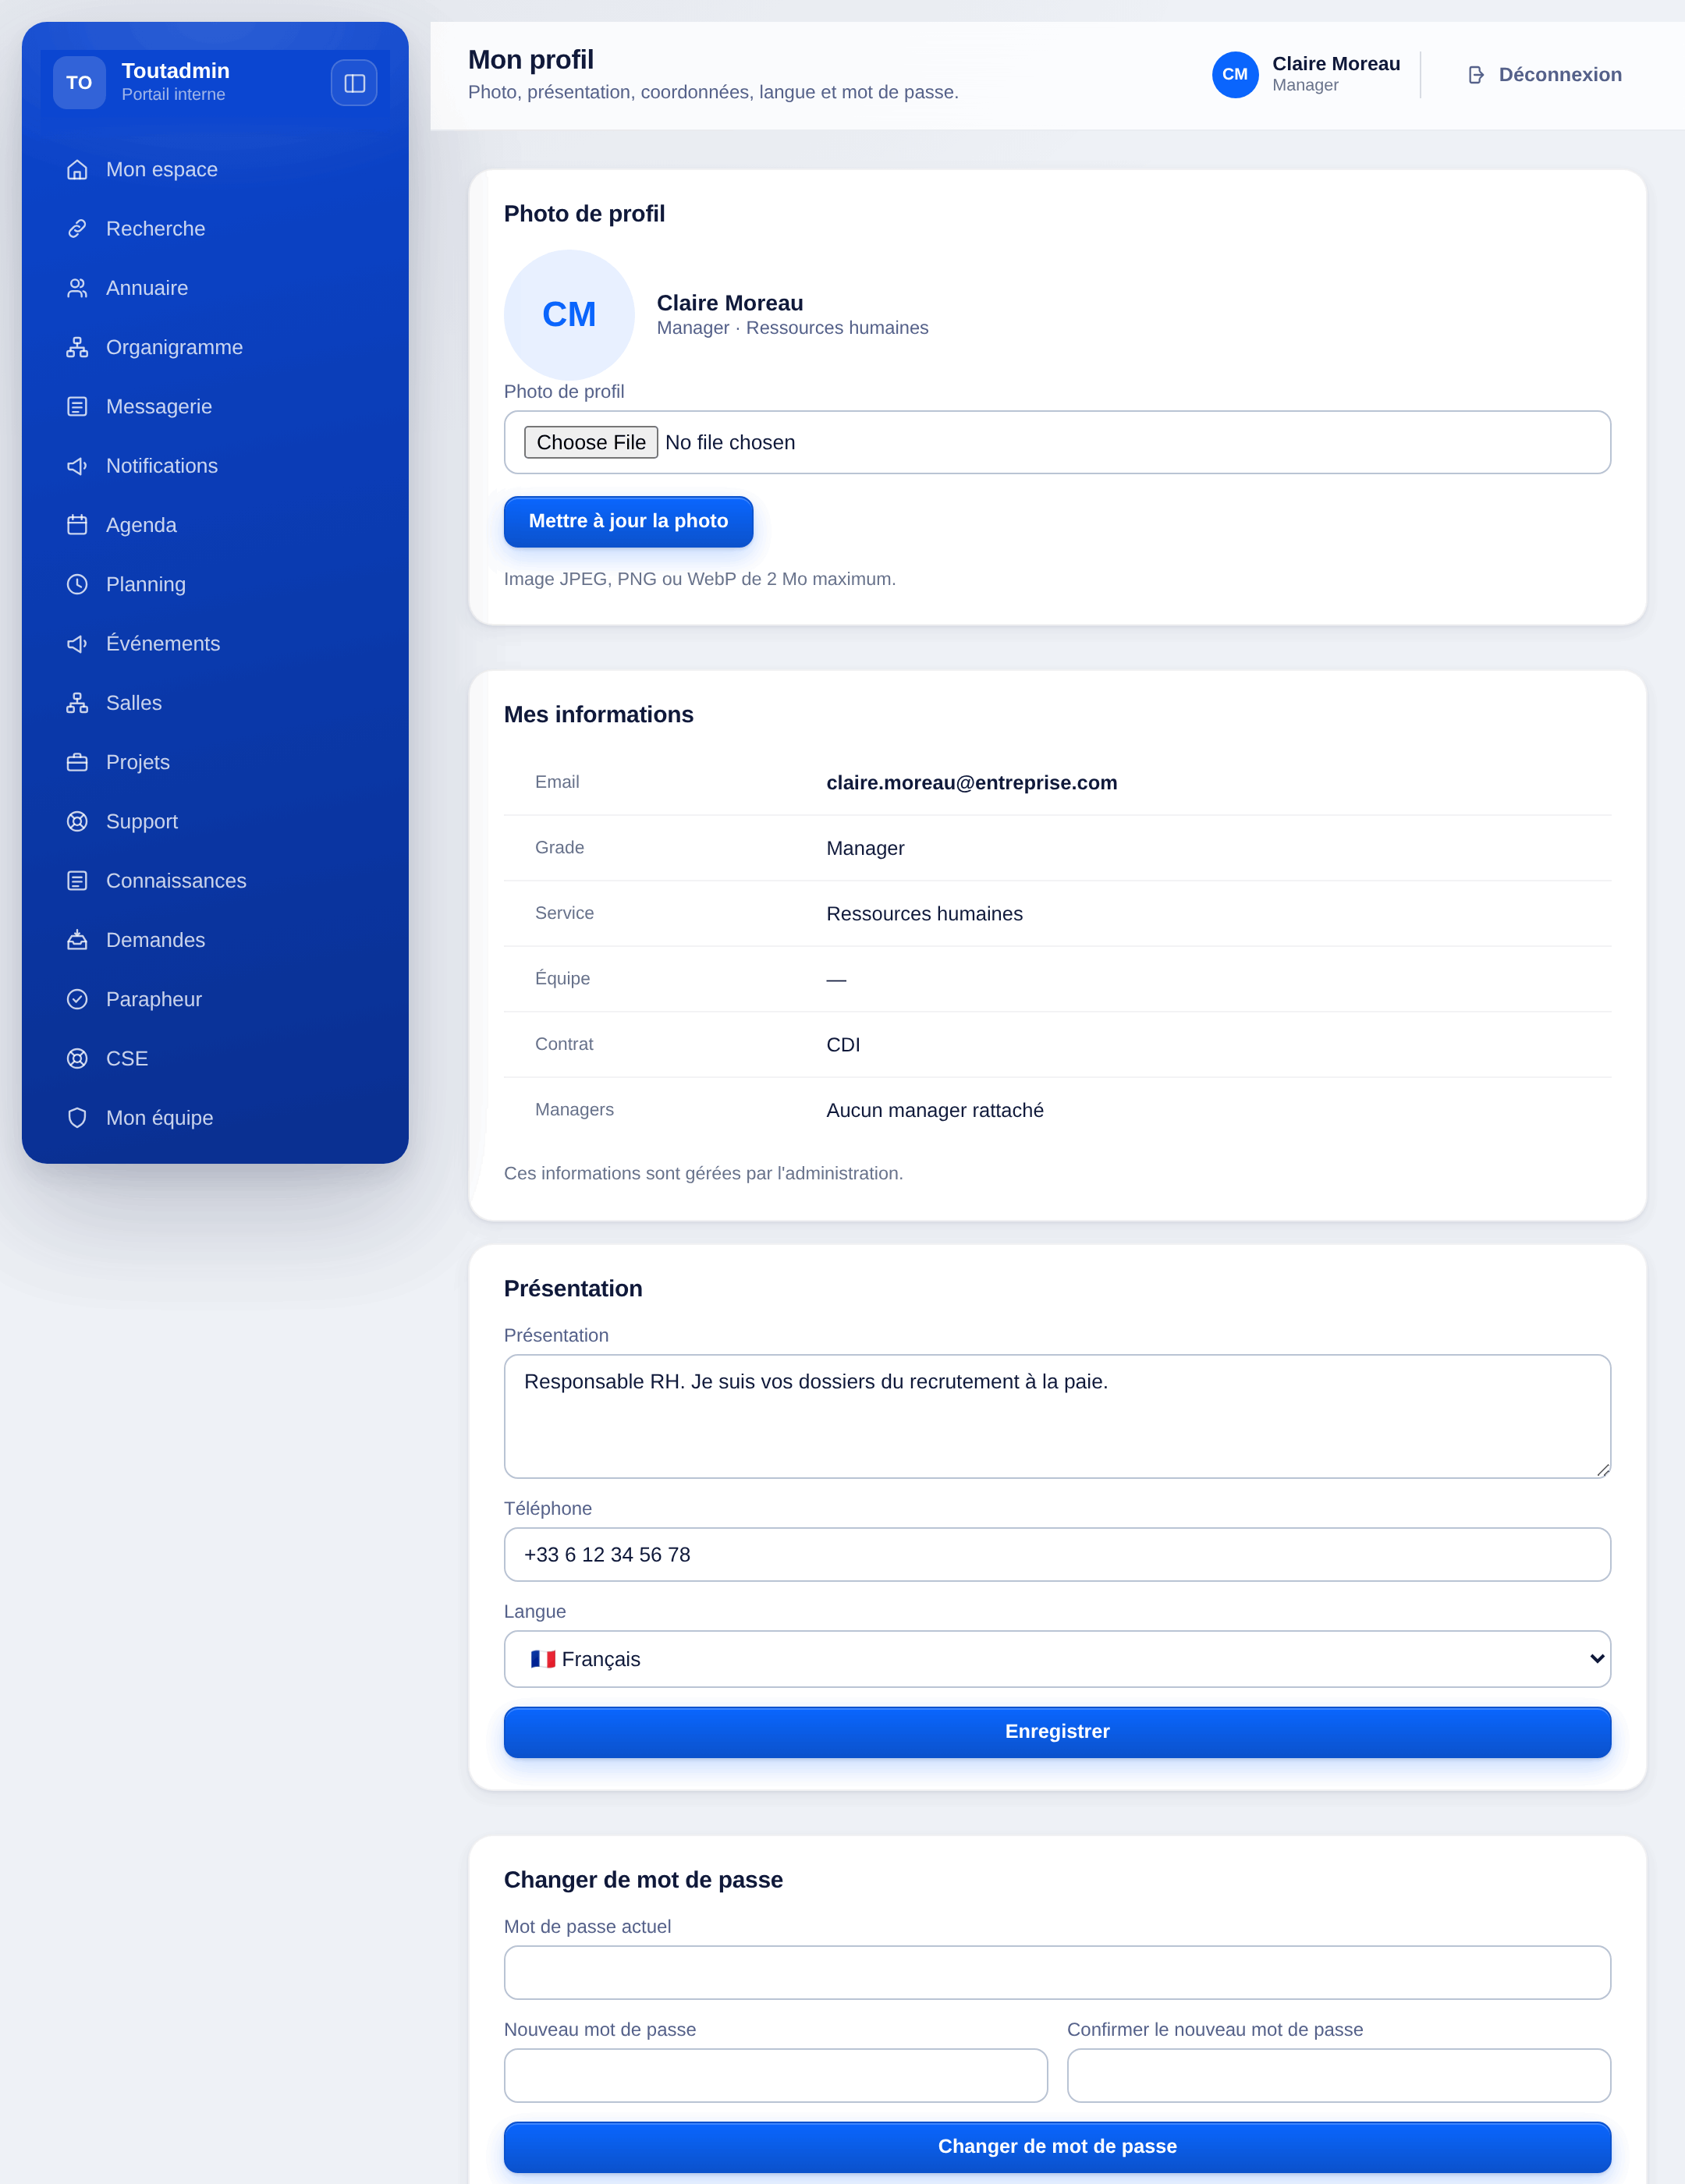 TO
Toutadmin
Portail interne
Mon espace
Recherche
Annuaire
Organigramme
Messagerie
Notifications
Agenda
Planning
Événements
Salles
Projets
Support
Connaissances
Demandes
Parapheur
CSE
Mon équipe
Mon profil
Photo, présentation, coordonnées, langue et mot de passe.
CM
Claire Moreau
Manager
Déconnexion
Photo de profil
CM
Claire Moreau
Manager · Ressources humaines
Photo de profil
Choose File No file chosen
Mettre à jour la photo
Image JPEG, PNG ou WebP de 2 Mo maximum.
Mes informations
Email claire.moreau@entreprise.com
Grade Manager
Service Ressources humaines
Équipe —
Contrat CDI
Managers Aucun manager rattaché
Ces informations sont gérées par l'administration.
Présentation
Présentation
Responsable RH. Je suis vos dossiers du recrutement à la paie.
Téléphone
+33 6 12 34 56 78
Langue
🇫🇷 Français
Enregistrer
Changer de mot de passe
Mot de passe actuel
Nouveau mot de passe Confirmer le nouveau mot de passe
Changer de mot de passe